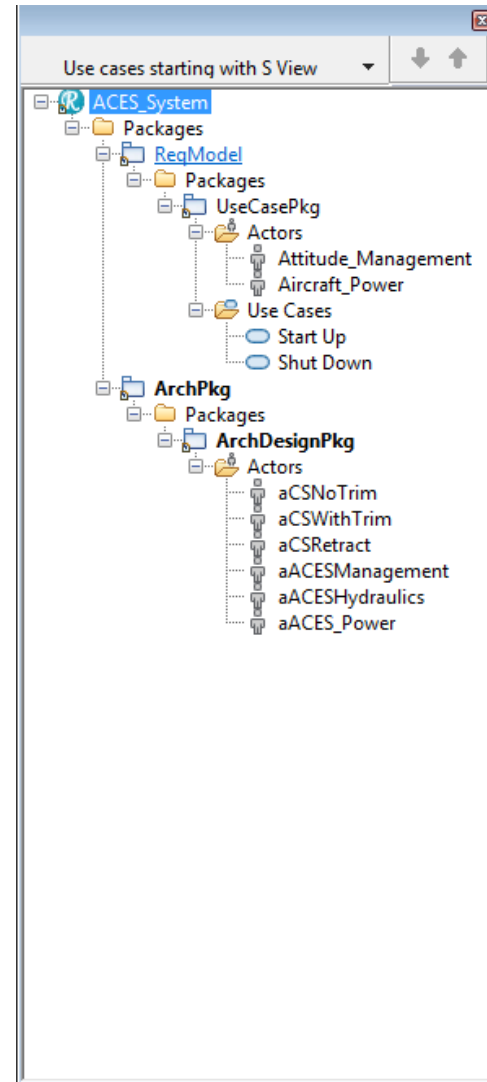 Use cases starting with S View
ACES_System
Packages
ReqModel
Packages
UseCasePkg
Actors
Attitude_Management
Aircraft_Power
Use Cases
Start Up
Shut Down
ArchPkg
Packages
ArchDesignPkg
Actors
aCSNoTrim
aCSWithTrim
aCSRetract
aACESManagement
aACESHydraulics
aACES_Power